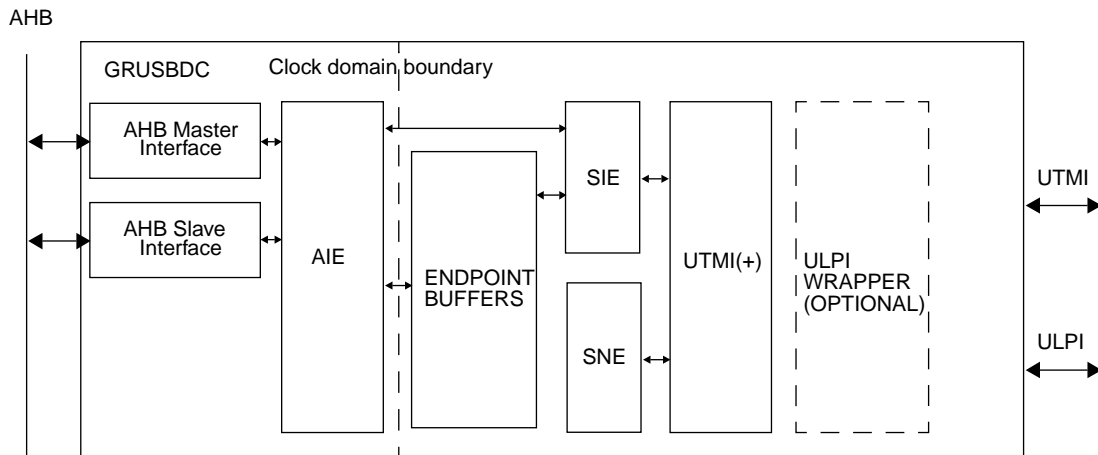 AHB
GRUSBDC
Clock domain boundary
AHB Master
Interface
AHB Slave
Interface
AIE
ENDPOINT
BUFFERS
SIE
SNE
UTMI(+)
ULPI
WRAPPER
(OPTIONAL)
UTMI
ULPI